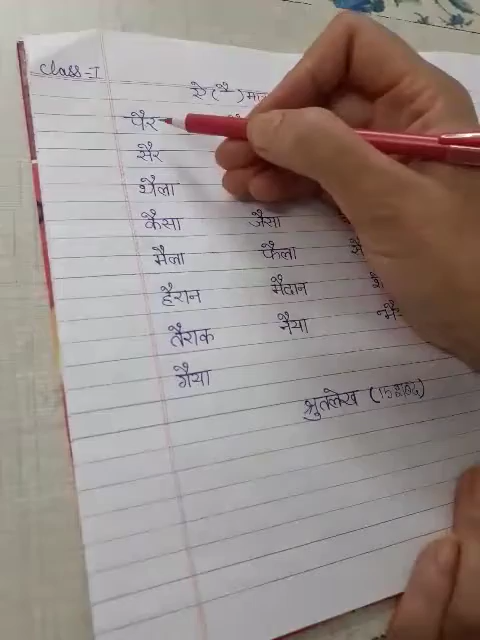 Class-I
ऐ ( ै )
पैर
सैर
थैला
कैसा जैसा
मैला फैला
हैरान मैदान
तैराक नैया
गैया
श्रुतलेख (15 शब्द)